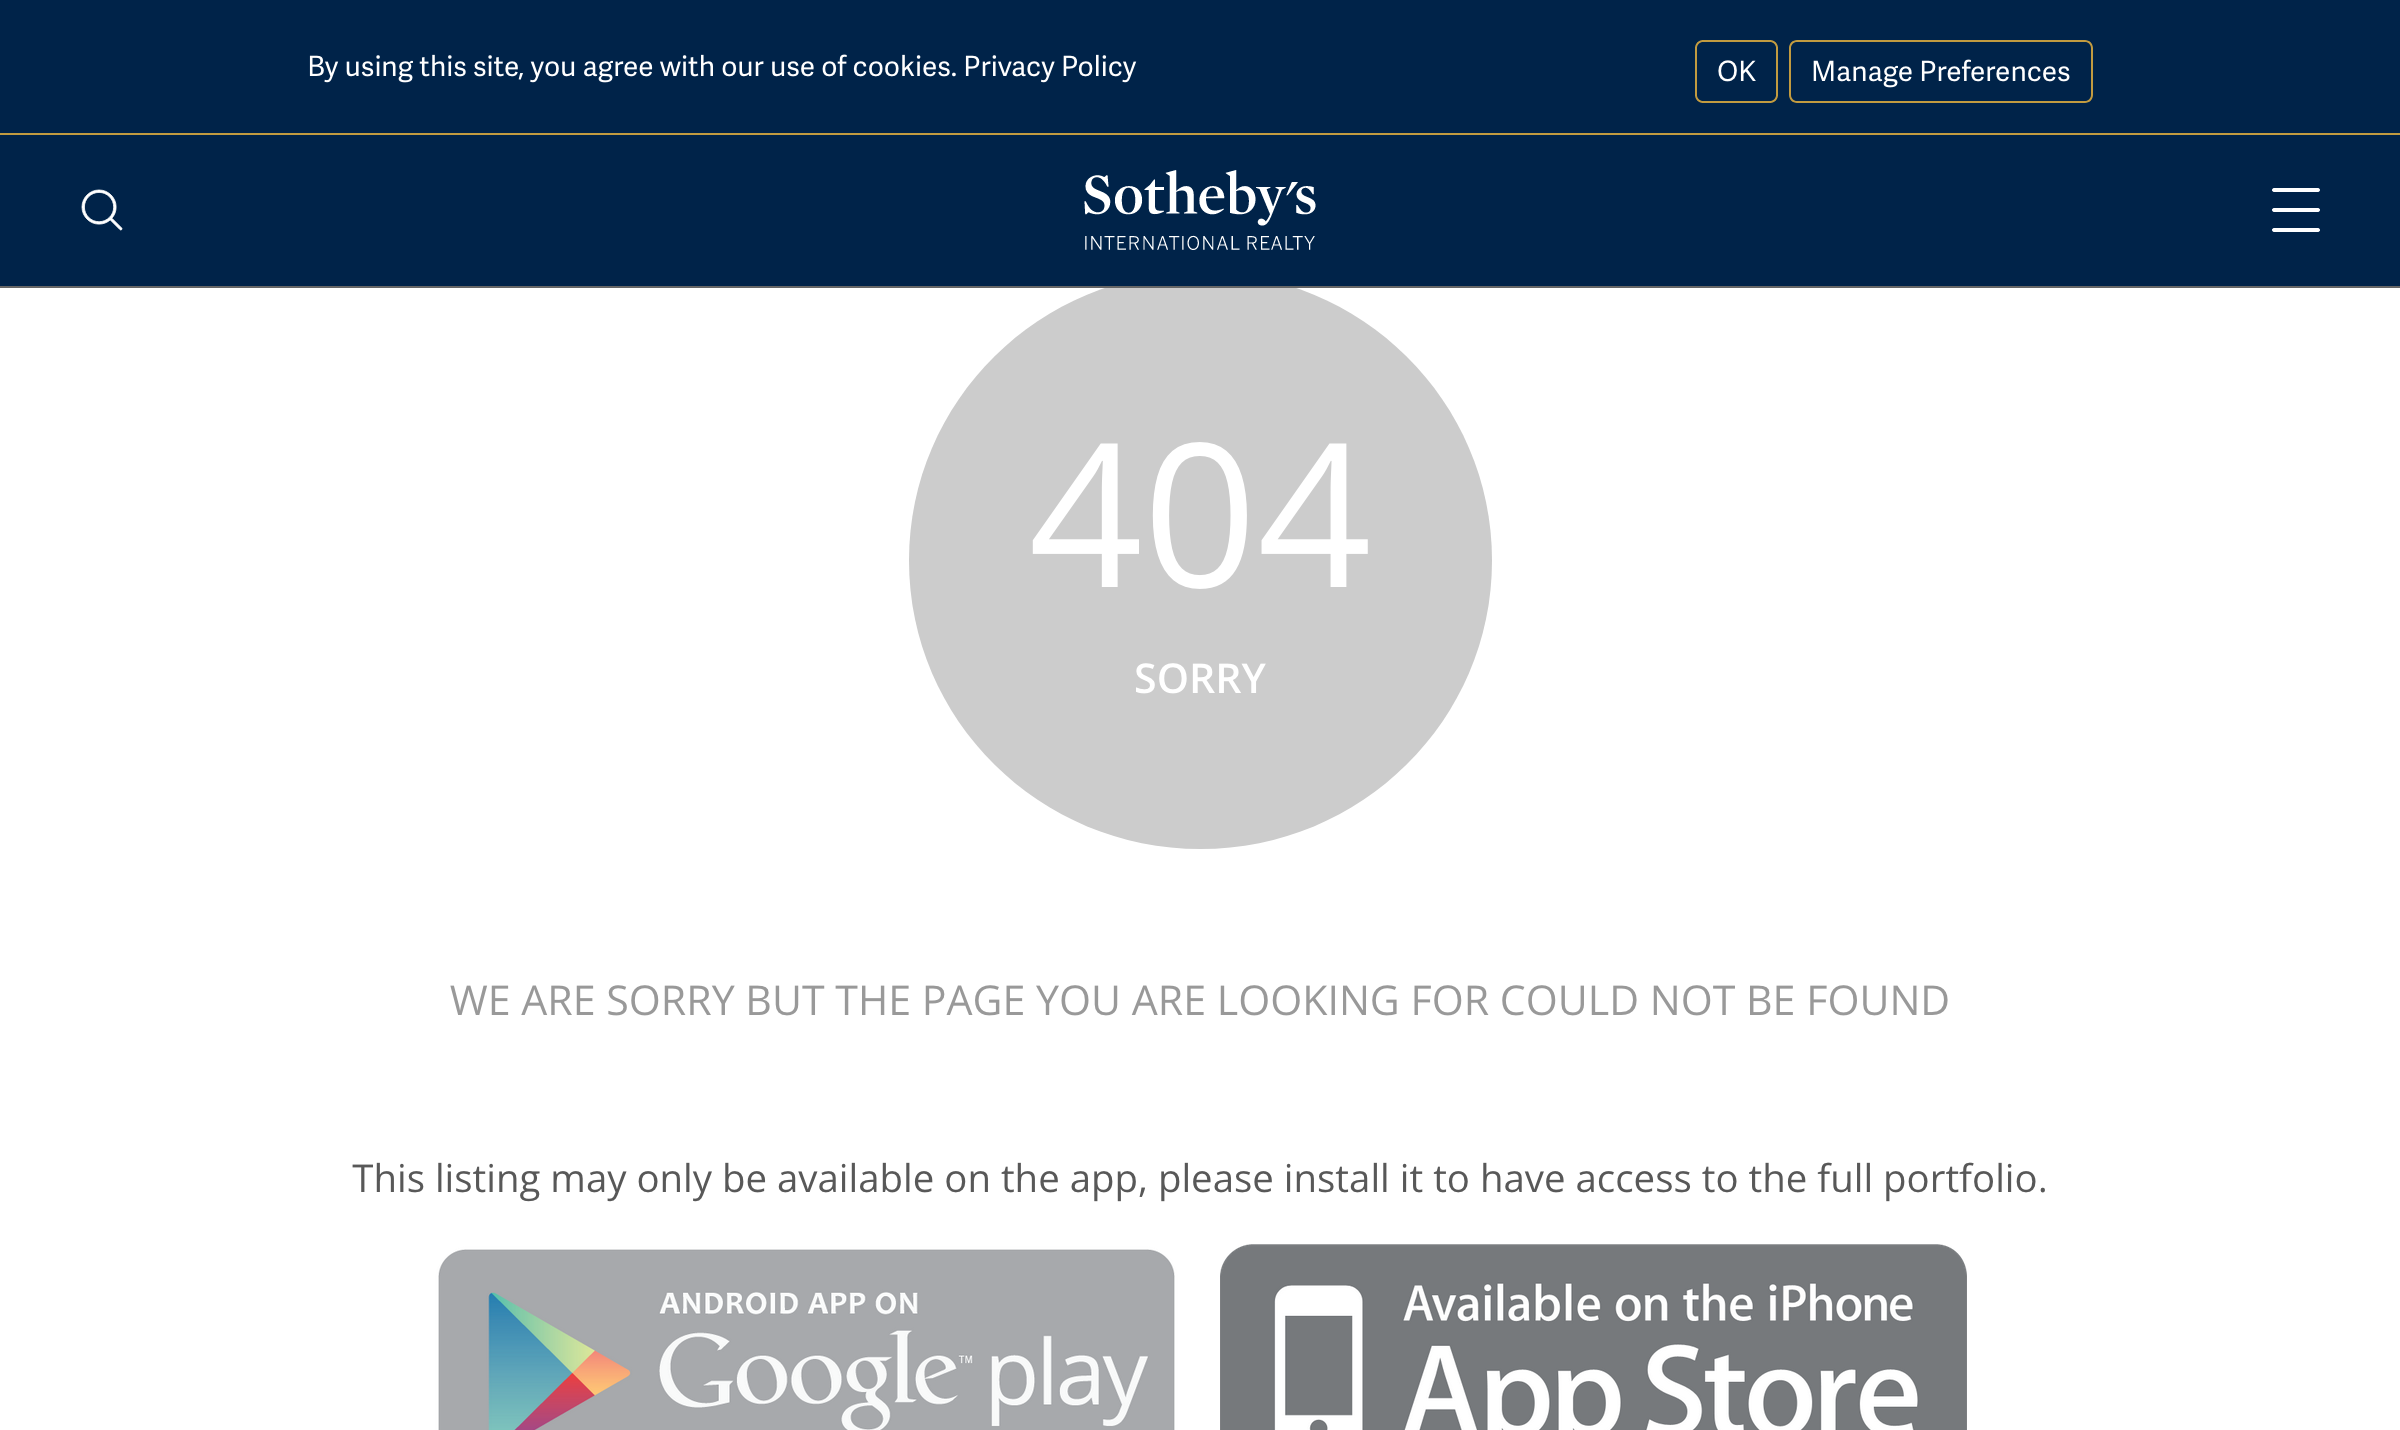 By using this site, you agree with our use of cookies. Privacy Policy
OK
Manage Preferences
Sotheby's
INTERNATIONAL REALTY
404
SORRY
WE ARE SORRY BUT THE PAGE YOU ARE LOOKING FOR COULD NOT BE FOUND
This listing may only be available on the app, please install it to have access to the full portfolio.
ANDROID APP ON
Google™ play
Available on the iPhone
App Store